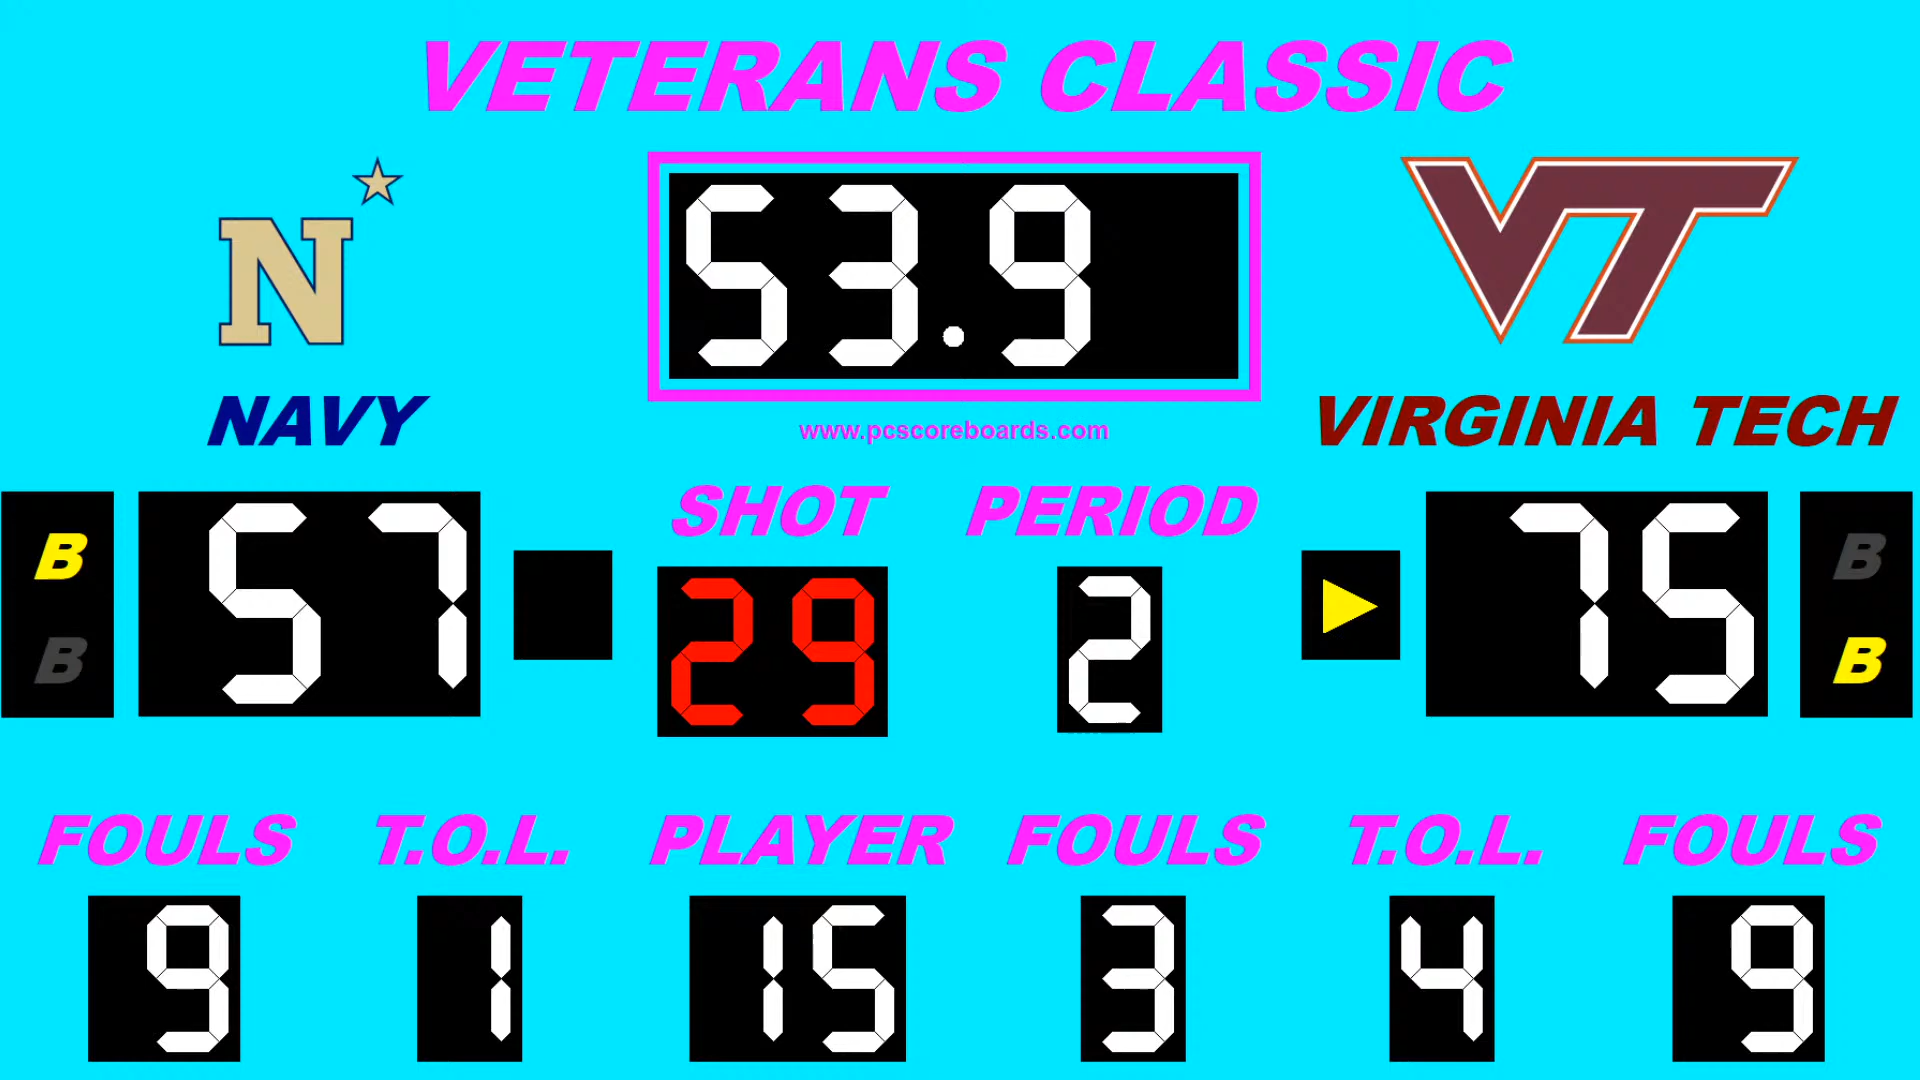 VETERANS CLASSIC
N
53.9
VT
NAVY
www.pcscoreboards.com
VIRGINIA TECH
SHOT
PERIOD
B
57
29
2
75
B
B
B
FOULS
T.O.L.
PLAYER
FOULS
T.O.L.
FOULS
9
1
15
3
4
9